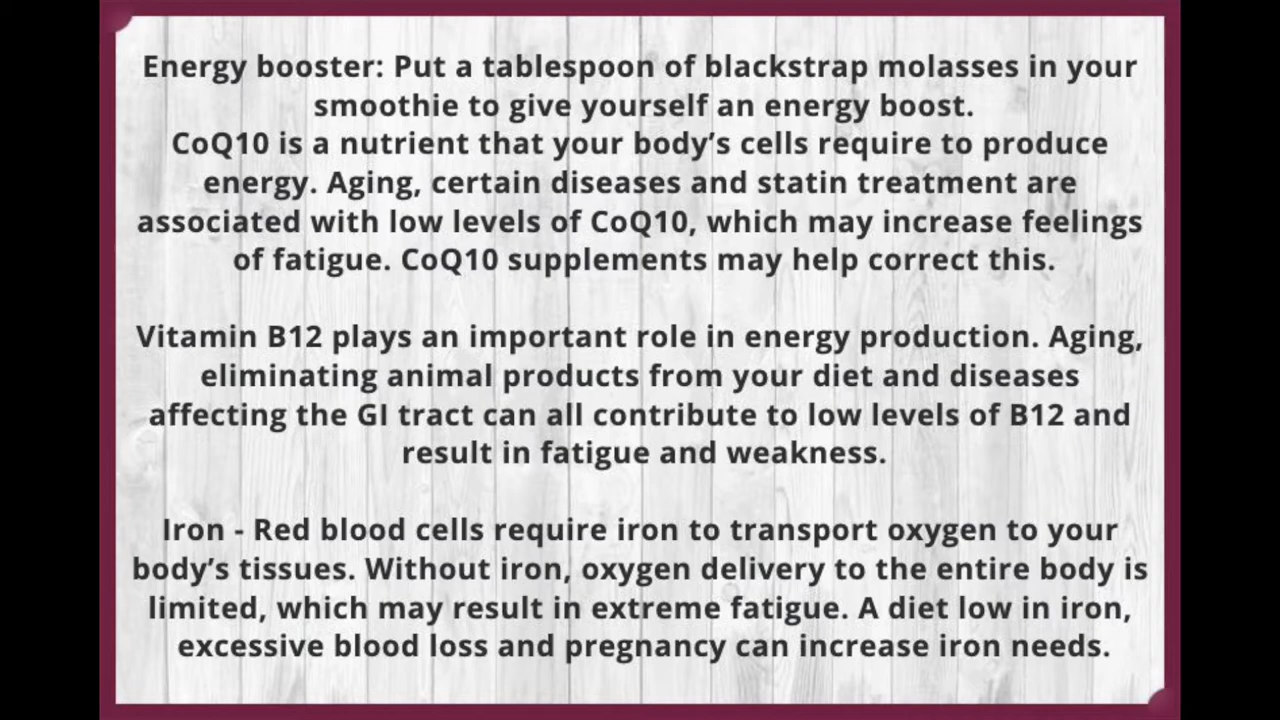 Energy booster: Put a tablespoon of blackstrap molasses in your
smoothie to give yourself an energy boost.
CoQ10 is a nutrient that your body’s cells require to produce
energy. Aging, certain diseases and statin treatment are
associated with low levels of CoQ10, which may increase feelings
of fatigue. CoQ10 supplements may help correct this.
Vitamin B12 plays an important role in energy production. Aging,
eliminating animal products from your diet and diseases
affecting the GI tract can all contribute to low levels of B12 and
result in fatigue and weakness.
Iron - Red blood cells require iron to transport oxygen to your
body’s tissues. Without iron, oxygen delivery to the entire body is
limited, which may result in extreme fatigue. A diet low in iron,
excessive blood loss and pregnancy can increase iron needs.